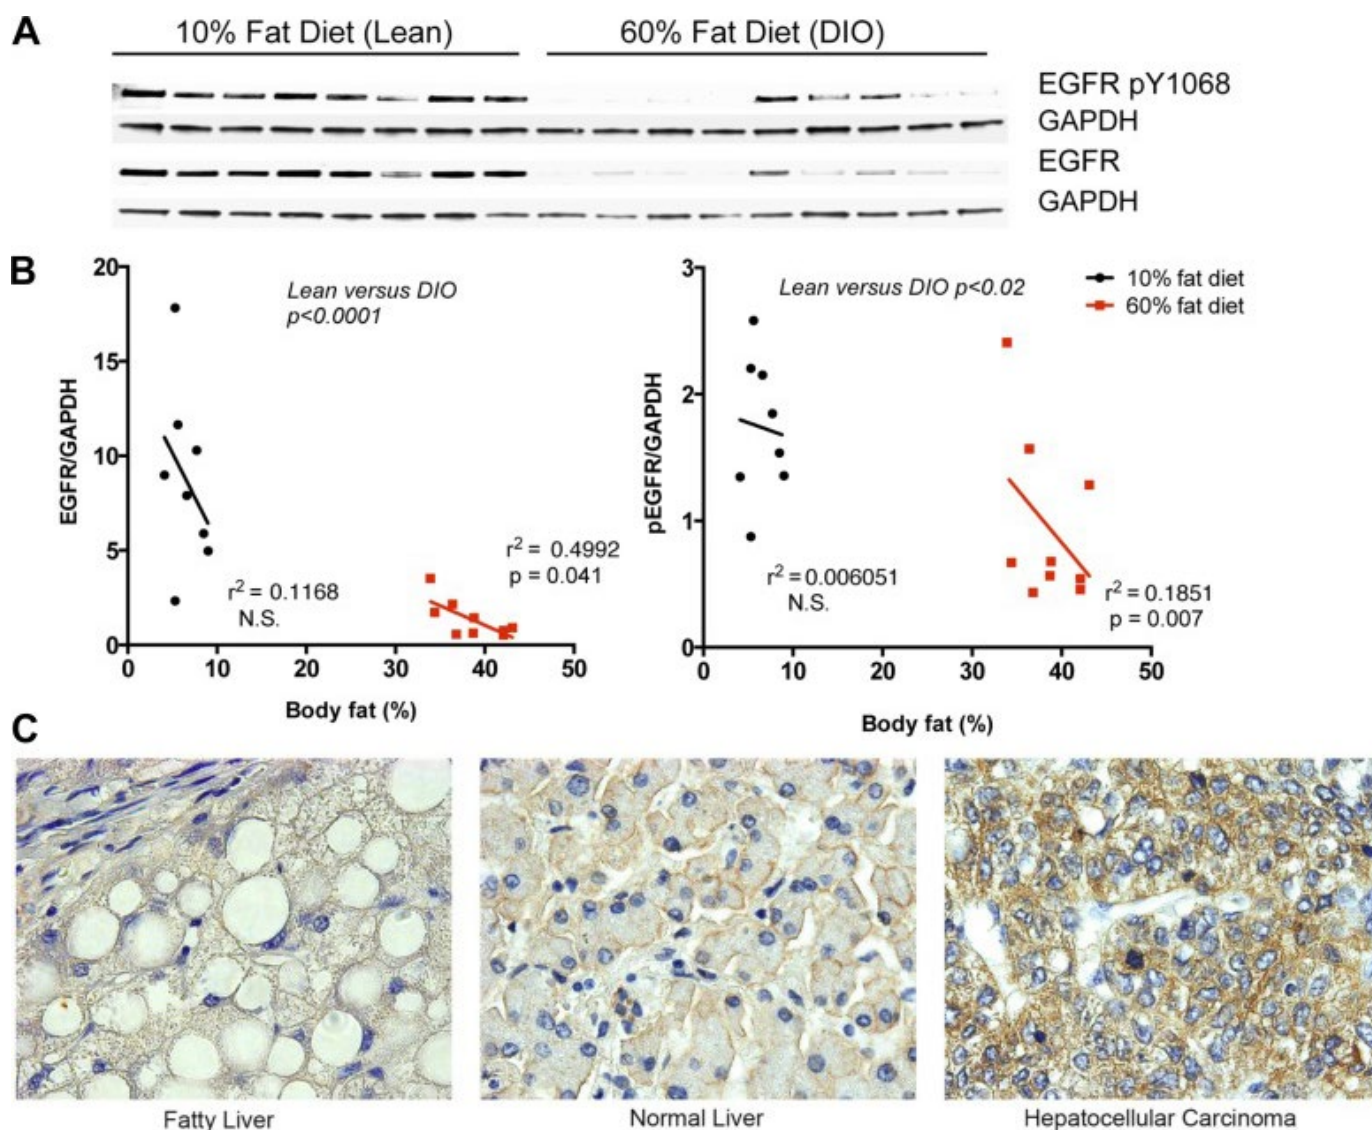 A
10% Fat Diet (Lean)
60% Fat Diet (DIO)
EGFR pY1068
GAPDH
EGFR
GAPDH
B
20
15
10
5
0
EGFR/GAPDH
Lean versus DIO
p<0.0001
r² = 0.1168
N.S.
r² = 0.4992
p = 0.041
0 10 20 30 40 50
Body fat (%)
3
2
1
0
pEGFR/GAPDH
Lean versus DIO p<0.02
10% fat diet
60% fat diet
r² = 0.006051
N.S.
r² = 0.1851
p = 0.007
0 10 20 30 40 50
Body fat (%)
C
Fatty Liver
Normal Liver
Hepatocellular Carcinoma